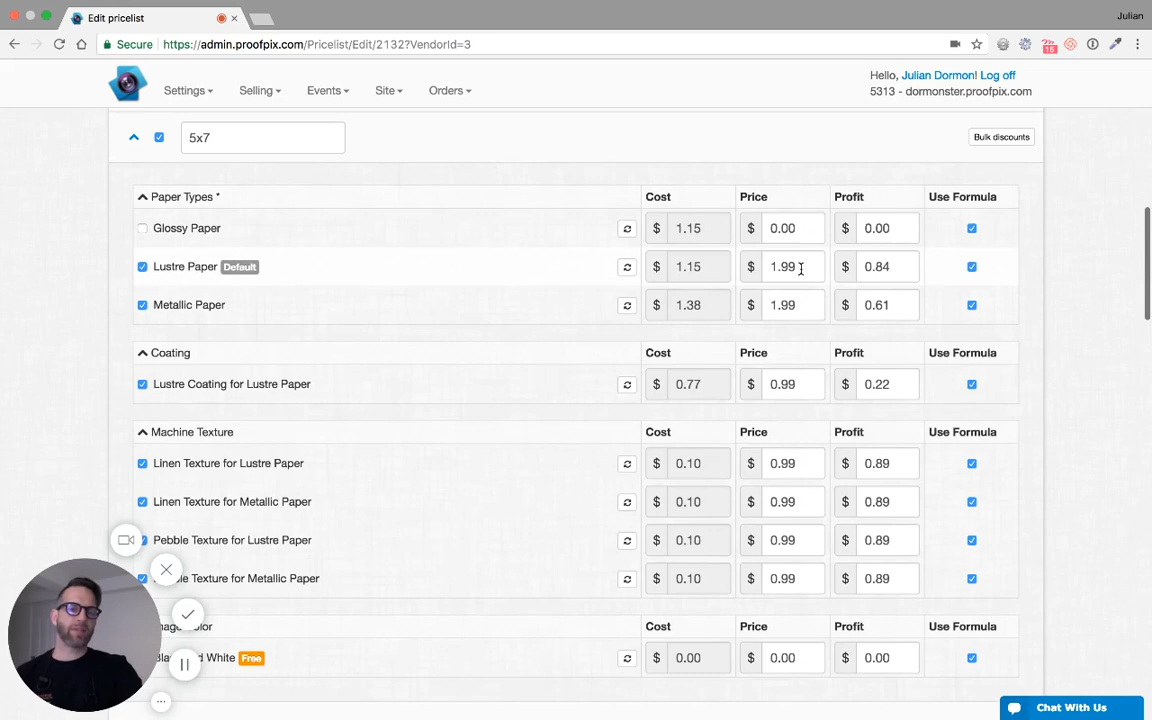 Edit pricelist
Julian
Secure
https://admin.proofpix.com/Pricelist/Edit/2132?VendorId=3
15
Settings
Selling
Events
Site
Orders
Hello, Julian Dormon! Log off
5313 - dormonster.proofpix.com
5x7
Bulk discounts
Paper Types * Cost Price Profit Use Formula
Glossy Paper $ 1.15 $ 0.00 $ 0.00
Lustre Paper Default $ 1.15 $ 1.99 $ 0.84
Metallic Paper $ 1.38 $ 1.99 $ 0.61
Coating Cost Price Profit Use Formula
Lustre Coating for Lustre Paper $ 0.77 $ 0.99 $ 0.22
Machine Texture Cost Price Profit Use Formula
Linen Texture for Lustre Paper $ 0.10 $ 0.99 $ 0.89
Linen Texture for Metallic Paper $ 0.10 $ 0.99 $ 0.89
Pebble Texture for Lustre Paper $ 0.10 $ 0.99 $ 0.89
Texture for Metallic Paper $ 0.10 $ 0.99 $ 0.89
Cost Price Profit Use Formula
White Free $ 0.00 $ 0.00 $ 0.00
Chat With Us